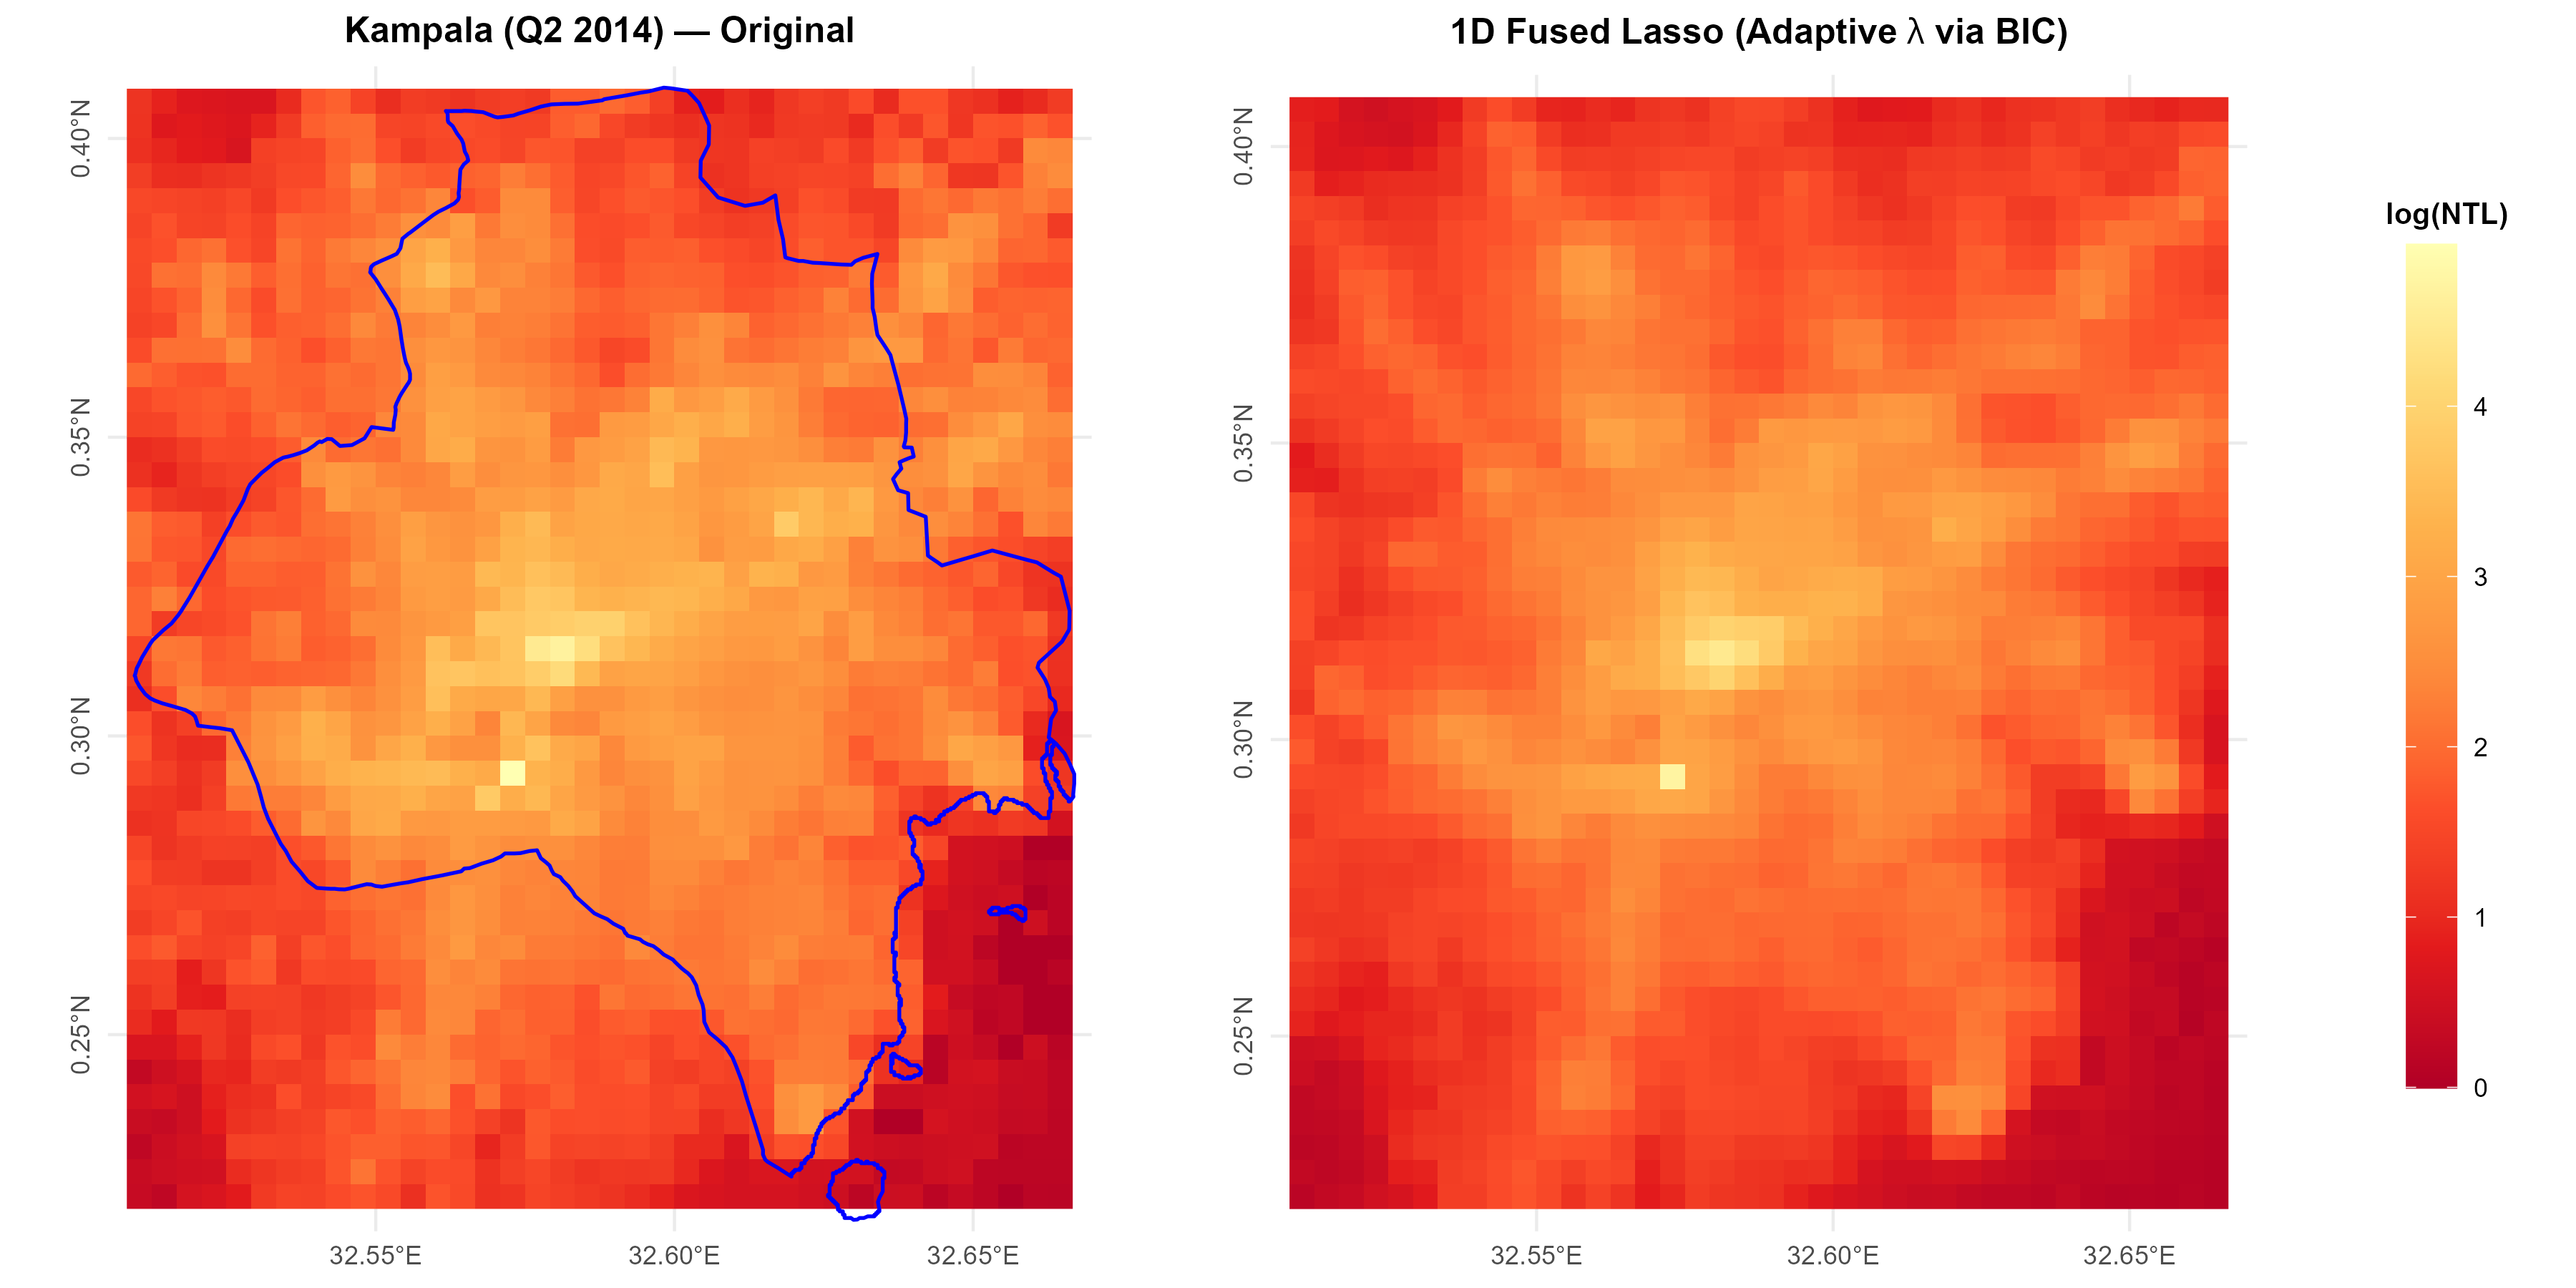 Kampala (Q2 2014) — Original
0.40°N
0.35°N
0.30°N
0.25°N
32.55°E
32.60°E
32.65°E
1D Fused Lasso (Adaptive λ via BIC)
0.40°N
0.35°N
0.30°N
0.25°N
32.55°E
32.60°E
32.65°E
log(NTL)
4
3
2
1
0